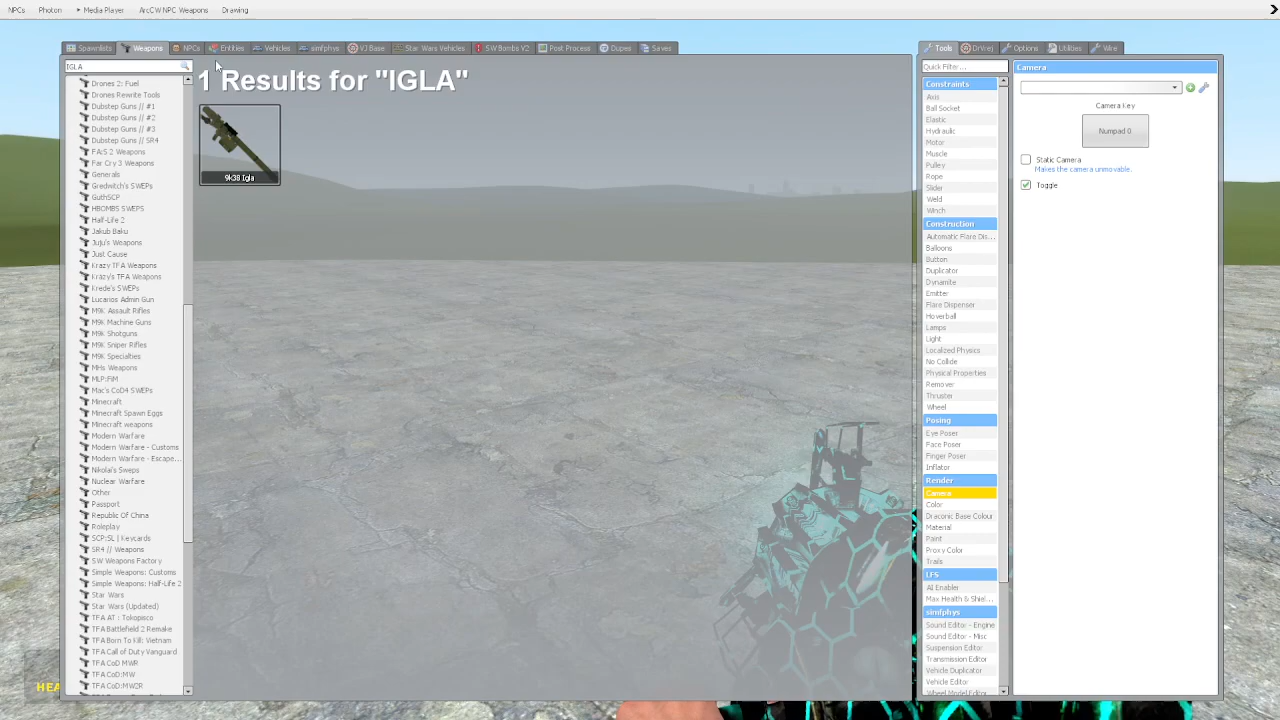 NPCs Photon Media Player ArcCW NPC Weapons Drawing
Spawnlists Weapons NPCs Entities Vehicles simfphys VJ Base Star Wars Vehicles SW Bombs V2 Post Process Dupes Saves
IGLA
1 Results for "IGLA"
9k38 Igla
Drones 2: Fuel
Drones Rewrite Tools
Dubstep Guns // #1
Dubstep Guns // #2
Dubstep Guns // #3
Dubstep Guns // SR4
FA:S 2 Weapons
Far Cry 3 Weapons
Generals
Gredwitch's SWEPs
GuthSCP
HBOMBS SWEPS
Half-Life 2
Jakub Baku
Juju's Weapons
Just Cause
Krazy TFA Weapons
Krazy's TFA Weapons
Krede's SWEPs
Lucarios Admin Gun
M9K Assault Rifles
M9K Machine Guns
M9K Shotguns
M9K Sniper Rifles
M9K Specialties
MHs Weapons
MLP:FiM
Mac's CoD4 SWEPs
Minecraft
Minecraft Spawn Eggs
Minecraft weapons
Modern Warfare
Modern Warfare - Customs
Modern Warfare - Escape...
Nikolai's Sweps
Nuclear Warfare
Other
Passport
Republic Of China
Roleplay
SCP:SL | Keycards
SR4 // Weapons
SW Weapons Factory
Simple Weapons: Customs
Simple Weapons: Half-Life 2
Star Wars
Star Wars (Updated)
TFA AT : Tokopisco
TFA Battlefield 2 Remake
TFA Born To Kill: Vietnam
TFA Call of Duty Vanguard
TFA CoD MWR
TFA CoD:MW
TFA CoD:MW2R
HEA
Tools Options Utilities Wire
Quick Filter...
Constraints
Axis
Ball Socket
Elastic
Hydraulic
Motor
Muscle
Pulley
Rope
Slider
Weld
Winch
Construction
Automatic Flare Dis...
Balloons
Button
Duplicator
Dynamite
Emitter
Flare Dispenser
Hoverball
Lamps
Light
Localized Physics
No Collide
Physical Properties
Remover
Thruster
Wheel
Posing
Eye Poser
Face Poser
Finger Poser
Inflator
Render
Camera
Color
Draconic Base Colour
Material
Paint
Proxy Color
Trails
LFS
AI Enabler
Max Health & Shiel...
simfphys
Sound Editor - Engine
Sound Editor - Misc
Suspension Editor
Transmission Editor
Vehicle Duplicator
Vehicle Editor
Wheel Model Editor
Camera
Camera Key
Numpad 0
Static Camera
Makes the camera unmovable.
Toggle